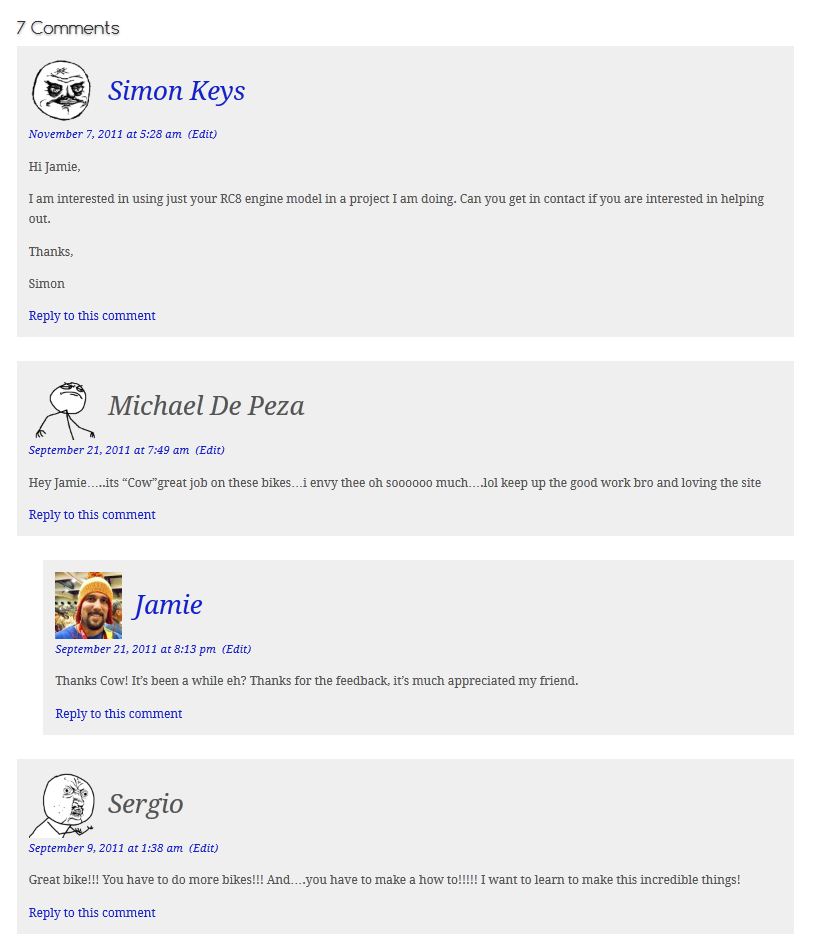 7 Comments
Simon Keys
November 7, 2011 at 5:28 am (Edit)
Hi Jamie,
I am interested in using just your RC8 engine model in a project I am doing. Can you get in contact if you are interested in helping
out.
Thanks,
Simon
Reply to this comment
Michael De Peza
September 21, 2011 at 7:49 am (Edit)
Hey Jamie…..its “Cow”great job on these bikes…i envy thee oh soooooo much….lol keep up the good work bro and loving the site
Reply to this comment
Jamie
September 21, 2011 at 8:13 pm (Edit)
Thanks Cow! It’s been a while eh? Thanks for the feedback, it’s much appreciated my friend.
Reply to this comment
Sergio
September 9, 2011 at 1:38 am (Edit)
Great bike!!! You have to do more bikes!!! And….you have to make a how to!!!!! I want to learn to make this incredible things!
Reply to this comment